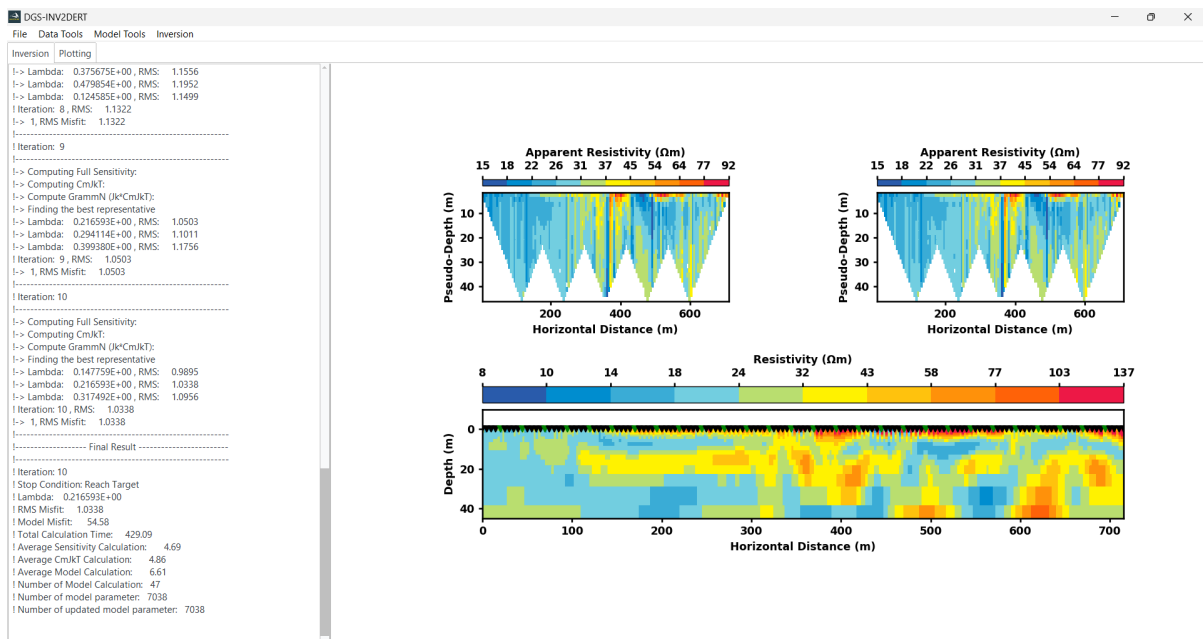 DGS-INV2DERT
File Data Tools Model Tools Inversion
Inversion Plotting
!-> Lambda: 0.375675E+00 , RMS: 1.1556
!-> Lambda: 0.479854E+00 , RMS: 1.1952
!-> Lambda: 0.124585E+00 , RMS: 1.1499
! Iteration: 8 , RMS: 1.1322
!-> 1, RMS Misfit: 1.1322
!----------------------------------------------------------
! Iteration: 9
!----------------------------------------------------------
!-> Computing Full Sensitivity:
!-> Computing CmJkT:
!-> Compute GrammN (Jk*CmJkT):
!-> Finding the best representative
!-> Lambda: 0.216593E+00 , RMS: 1.0503
!-> Lambda: 0.294114E+00 , RMS: 1.1011
!-> Lambda: 0.399380E+00 , RMS: 1.1756
! Iteration: 9 , RMS: 1.0503
!-> 1, RMS Misfit: 1.0503
!----------------------------------------------------------
! Iteration: 10
!----------------------------------------------------------
!-> Computing Full Sensitivity:
!-> Computing CmJkT:
!-> Compute GrammN (Jk*CmJkT):
!-> Finding the best representative
!-> Lambda: 0.147759E+00 , RMS: 0.9895
!-> Lambda: 0.216593E+00 , RMS: 1.0338
!-> Lambda: 0.317492E+00 , RMS: 1.0956
! Iteration: 10 , RMS: 1.0338
!-> 1, RMS Misfit: 1.0338
!----------------------------------------------------------
!-------------------- Final Result ------------------------
!----------------------------------------------------------
! Iteration: 10
! Stop Condition: Reach Target
! Lambda: 0.216593E+00
! RMS Misfit: 1.0338
! Model Misfit: 54.58
! Total Calculation Time: 429.09
! Average Sensitivity Calculation: 4.69
! Average CmJkT Calculation: 4.86
! Average Model Calculation: 6.61
! Number of Model Calculation: 47
! Number of model parameter: 7038
! Number of updated model parameter: 7038
Apparent Resistivity (Ωm)
15 18 22 26 31 37 45 54 64 77 92
Pseudo-Depth (m)
10
20
30
40
200 400 600
Horizontal Distance (m)
Apparent Resistivity (Ωm)
15 18 22 26 31 37 45 54 64 77 92
Pseudo-Depth (m)
10
20
30
40
200 400 600
Horizontal Distance (m)
Resistivity (Ωm)
8 10 14 18 24 32 43 58 77 103 137
Depth (m)
0
20
40
0 100 200 300 400 500 600 700
Horizontal Distance (m)